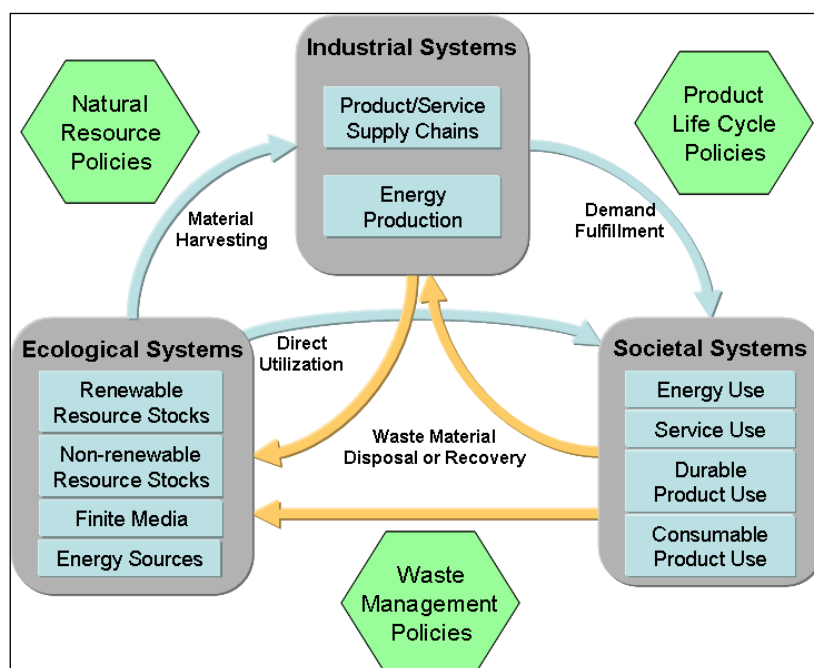 Industrial Systems
Product/Service
Supply Chains
Energy
Production
Natural
Resource
Policies
Product
Life Cycle
Policies
Material
Harvesting
Demand
Fulfillment
Ecological Systems
Renewable
Resource Stocks
Non-renewable
Resource Stocks
Finite Media
Energy Sources
Direct
Utilization
Waste Material
Disposal or Recovery
Societal Systems
Energy Use
Service Use
Durable
Product Use
Consumable
Product Use
Waste
Management
Policies